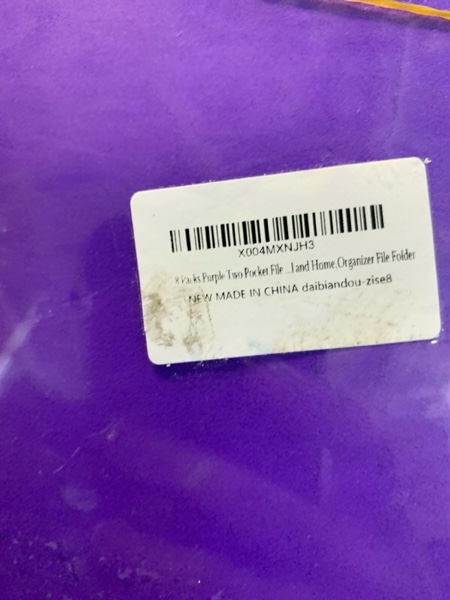 X004MXNJH3
8 Packs Purple Two Pocket File ...l and Home,Organizer File Folder
NEW MADE IN CHINA daibiandou-zise8